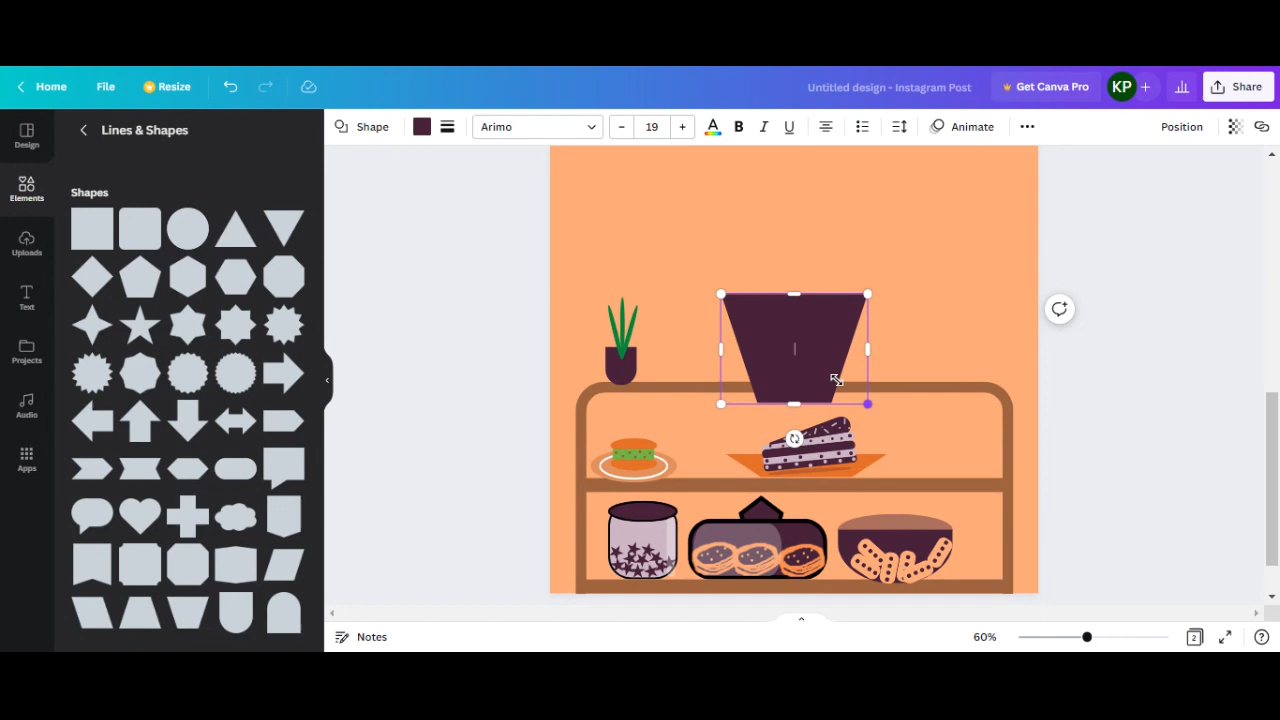 Home File Resize Untitled design - Instagram Post Get Canva Pro KP + Share
Design
Elements
Uploads
Text
Projects
Audio
Apps
Lines & Shapes
Shapes
Shape Arimo – 19 + A B I U Animate ••• Position
Notes 60% 2 ?